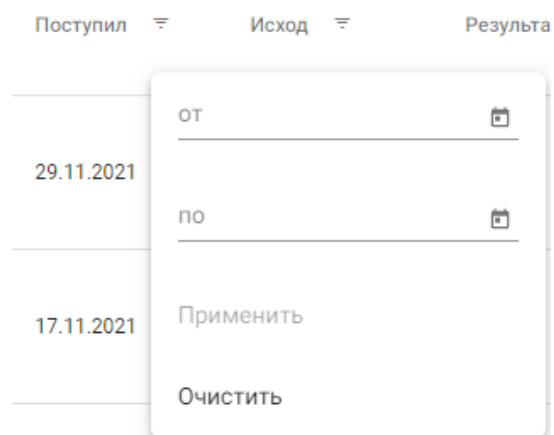 Поступил Исход Результа
от
29.11.2021
по
Применить
17.11.2021
Очистить